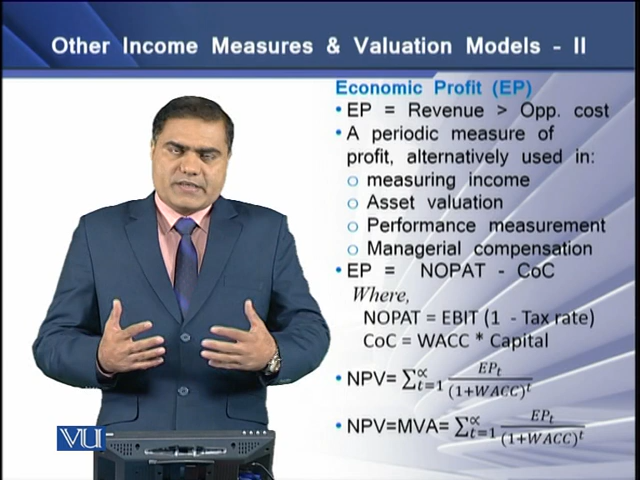 Other Income Measures & Valuation Models - II
Economic Profit (EP)
• EP = Revenue > Opp. cost
• A periodic measure of
profit, alternatively used in:
o measuring income
o Asset valuation
o Performance measurement
o Managerial compensation
• EP = NOPAT - CoC
Where,
NOPAT = EBIT (1 - Tax rate)
CoC = WACC * Capital
• NPV= ∑_{t=1}^{∝} EP_t / (1+WACC)^t
• NPV=MVA= ∑_{t=1}^{∝} EP_t / (1+WACC)^t
VU